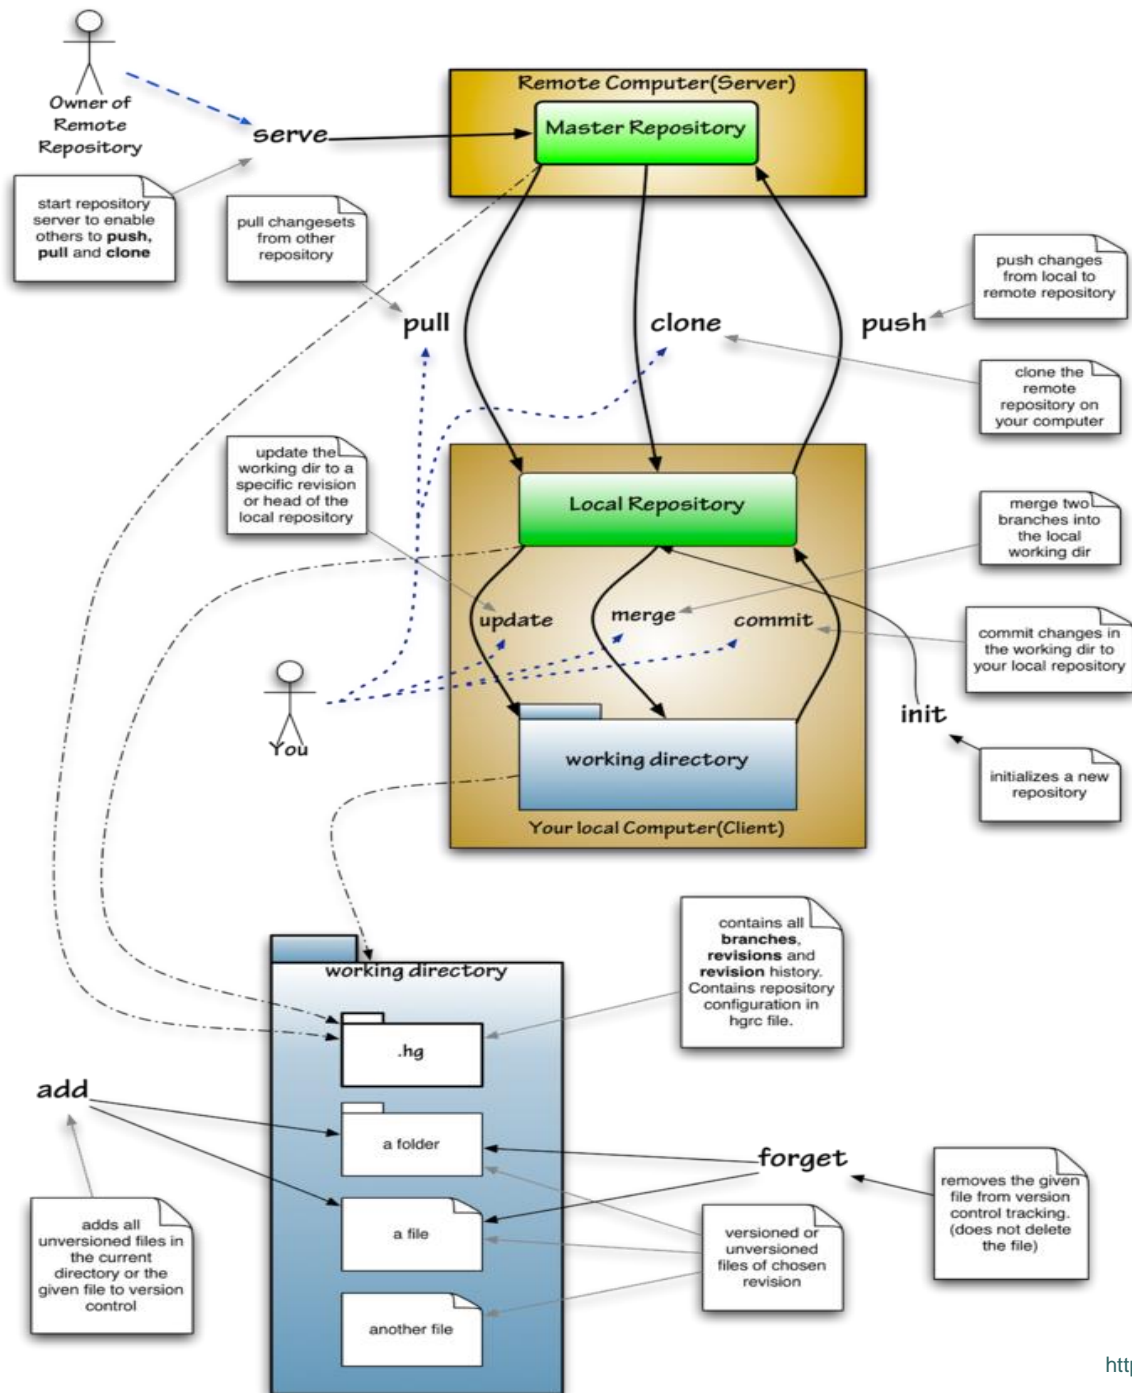 Owner of
Remote
Repository
Remote Computer(Server)
Master Repository
serve
start repository
server to enable
others to push,
pull and clone
pull changesets
from other
repository
push changes
from local to
remote repository
pull
clone
push
clone the
remote
repository on
your computer
update the
working dir to a
specific revision
or head of the
local repository
Local Repository
merge two
branches into
the local
working dir
update
merge
commit
commit changes in
the working dir to
your local repository
You
init
working directory
initializes a new
repository
Your local Computer(Client)
contains all
branches,
revisions and
revision history.
Contains repository
configuration in
hgrc file.
working directory
.hg
add
a folder
forget
removes the given
file from version
control tracking.
(does not delete
the file)
adds all
unversioned files in
the current
directory or the
given file to version
control
a file
versioned or
unversioned
files of chosen
revision
another file
http